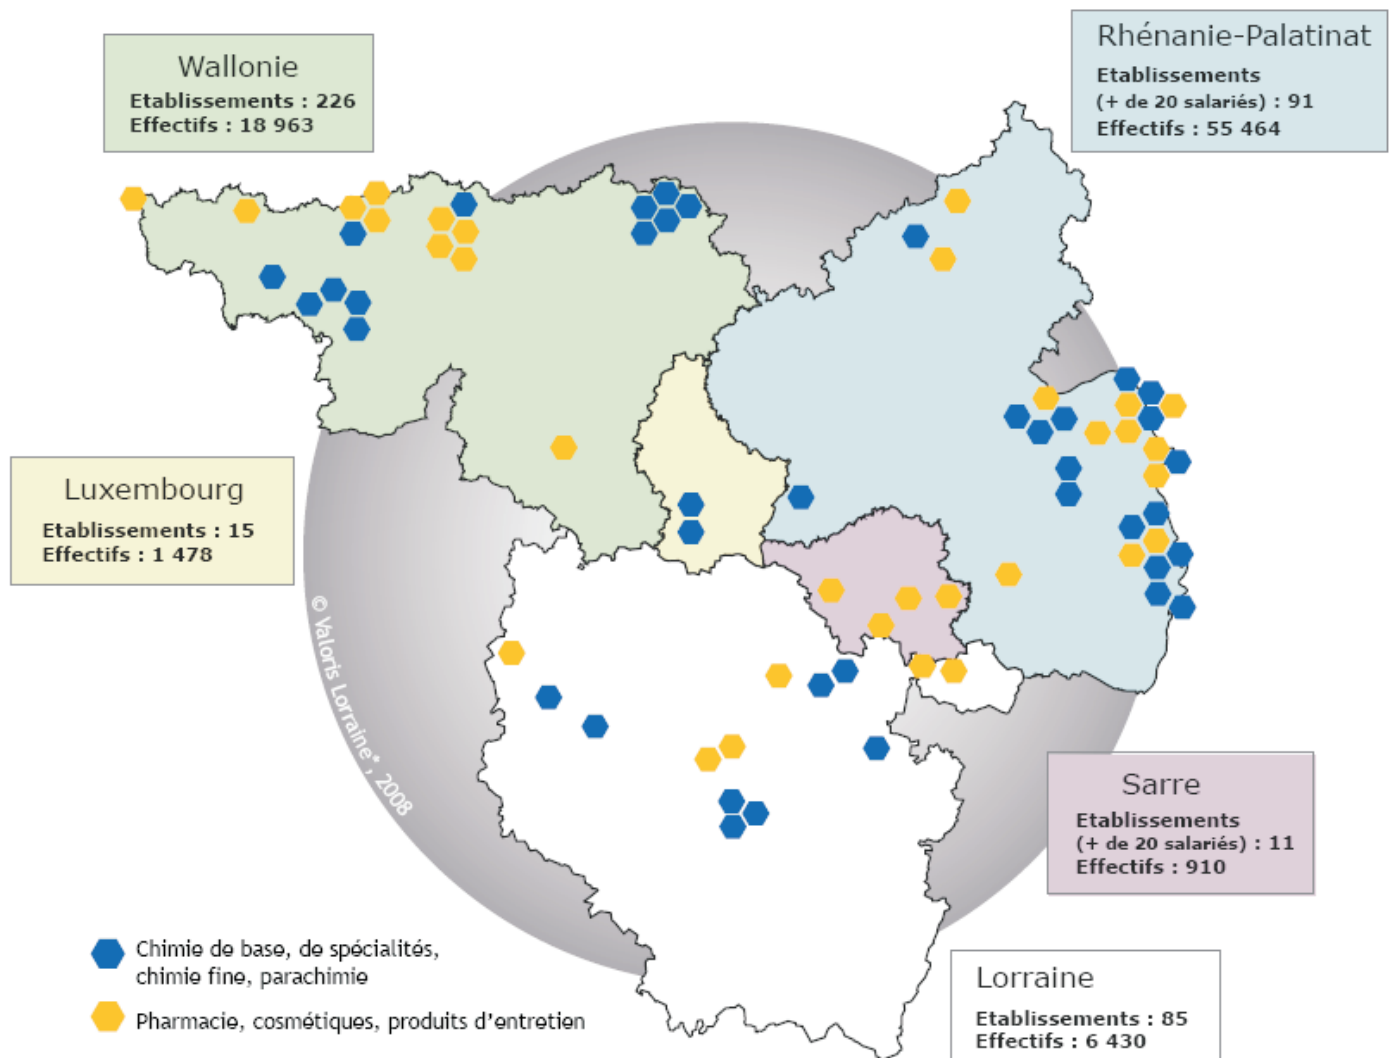 Wallonie
Etablissements : 226
Effectifs : 18 963
Rhénanie-Palatinat
Etablissements
(+ de 20 salariés) : 91
Effectifs : 55 464
Luxembourg
Etablissements : 15
Effectifs : 1 478
© Valoris Lorraine*, 2008
Sarre
Etablissements
(+ de 20 salariés) : 11
Effectifs : 910
Chimie de base, de spécialités,
chimie fine, parachimie
Pharmacie, cosmétiques, produits d'entretien
Lorraine
Etablissements : 85
Effectifs : 6 430